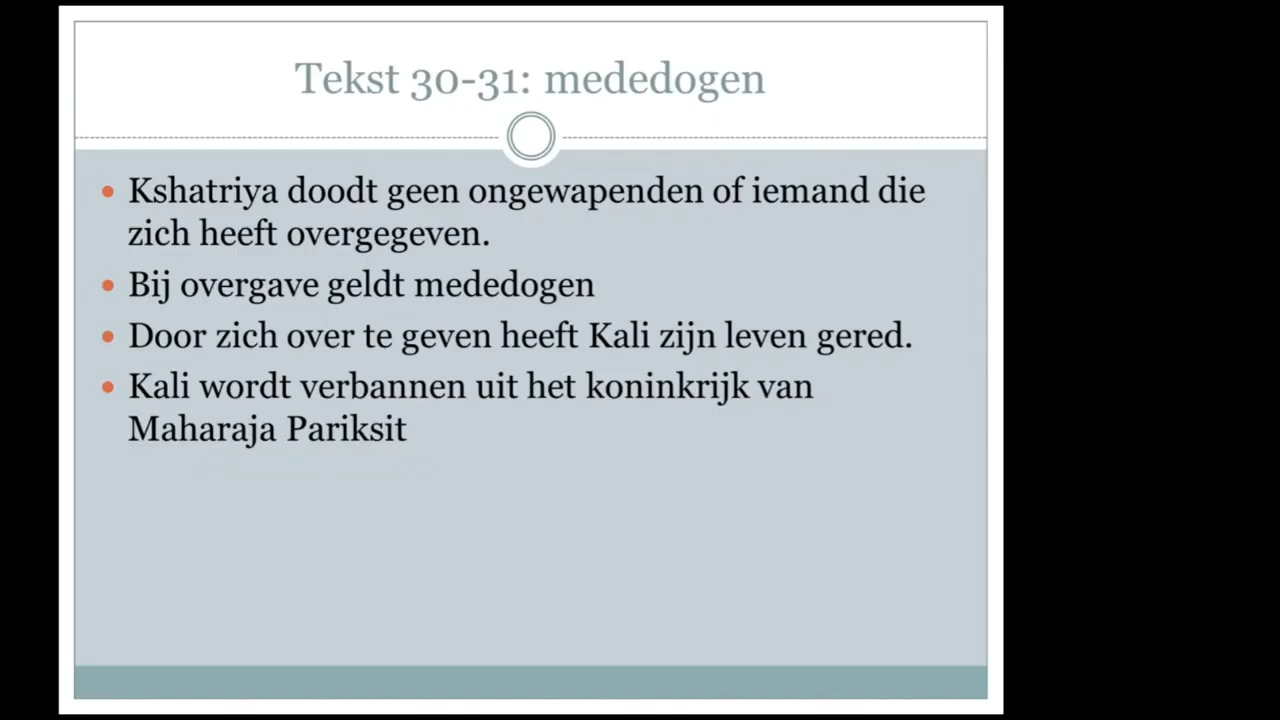 Tekst 30-31: mededogen
Kshatriya doodt geen ongewapenden of iemand die
zich heeft overgegeven.
Bij overgave geldt mededogen
Door zich over te geven heeft Kali zijn leven gered.
Kali wordt verbannen uit het koninkrijk van
Maharaja Pariksit